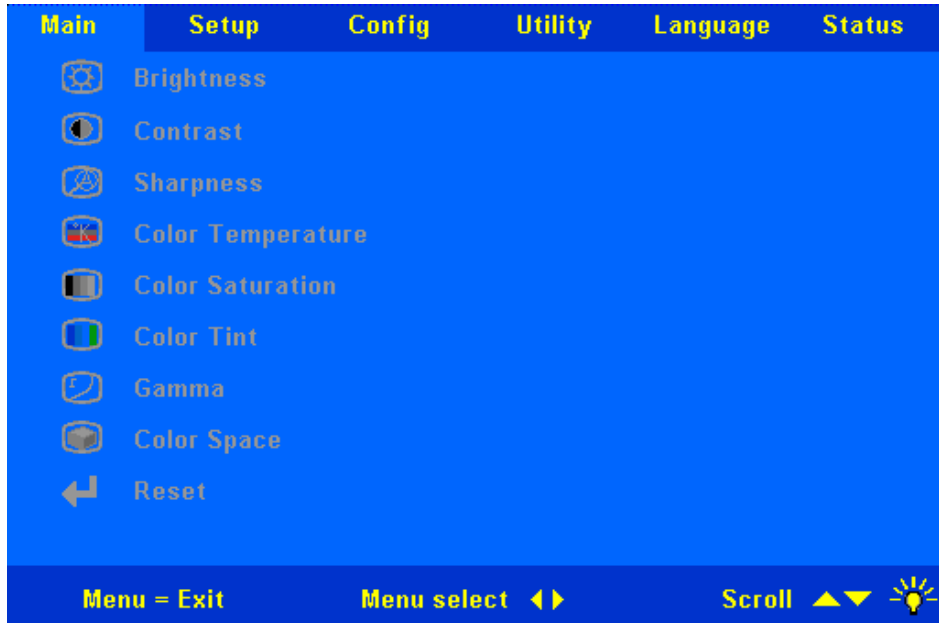 Main Setup Config Utility Language Status
Brightness
Contrast
Sharpness
°K Color Temperature
Color Saturation
Color Tint
Gamma
Color Space
Reset
Menu = Exit Menu select Scroll